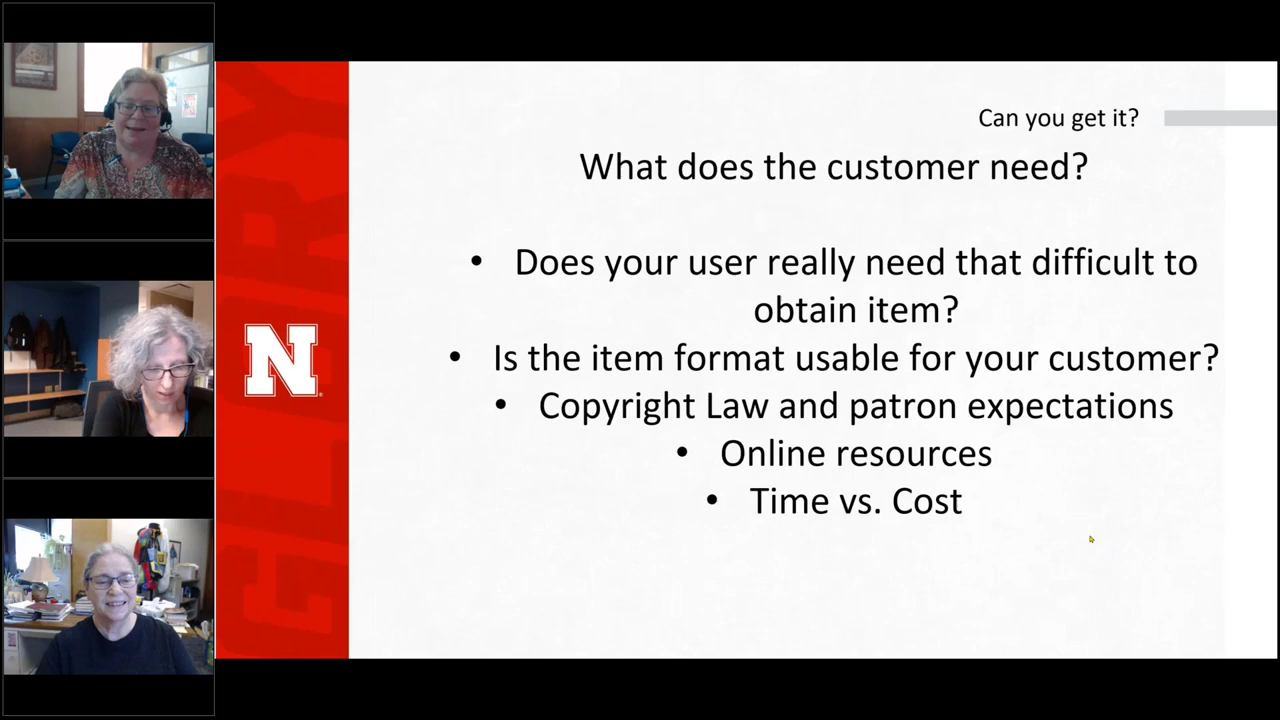 Can you get it?
What does the customer need?
• Does your user really need that difficult to
obtain item?
• Is the item format usable for your customer?
• Copyright Law and patron expectations
• Online resources
• Time vs. Cost
N
GLORY